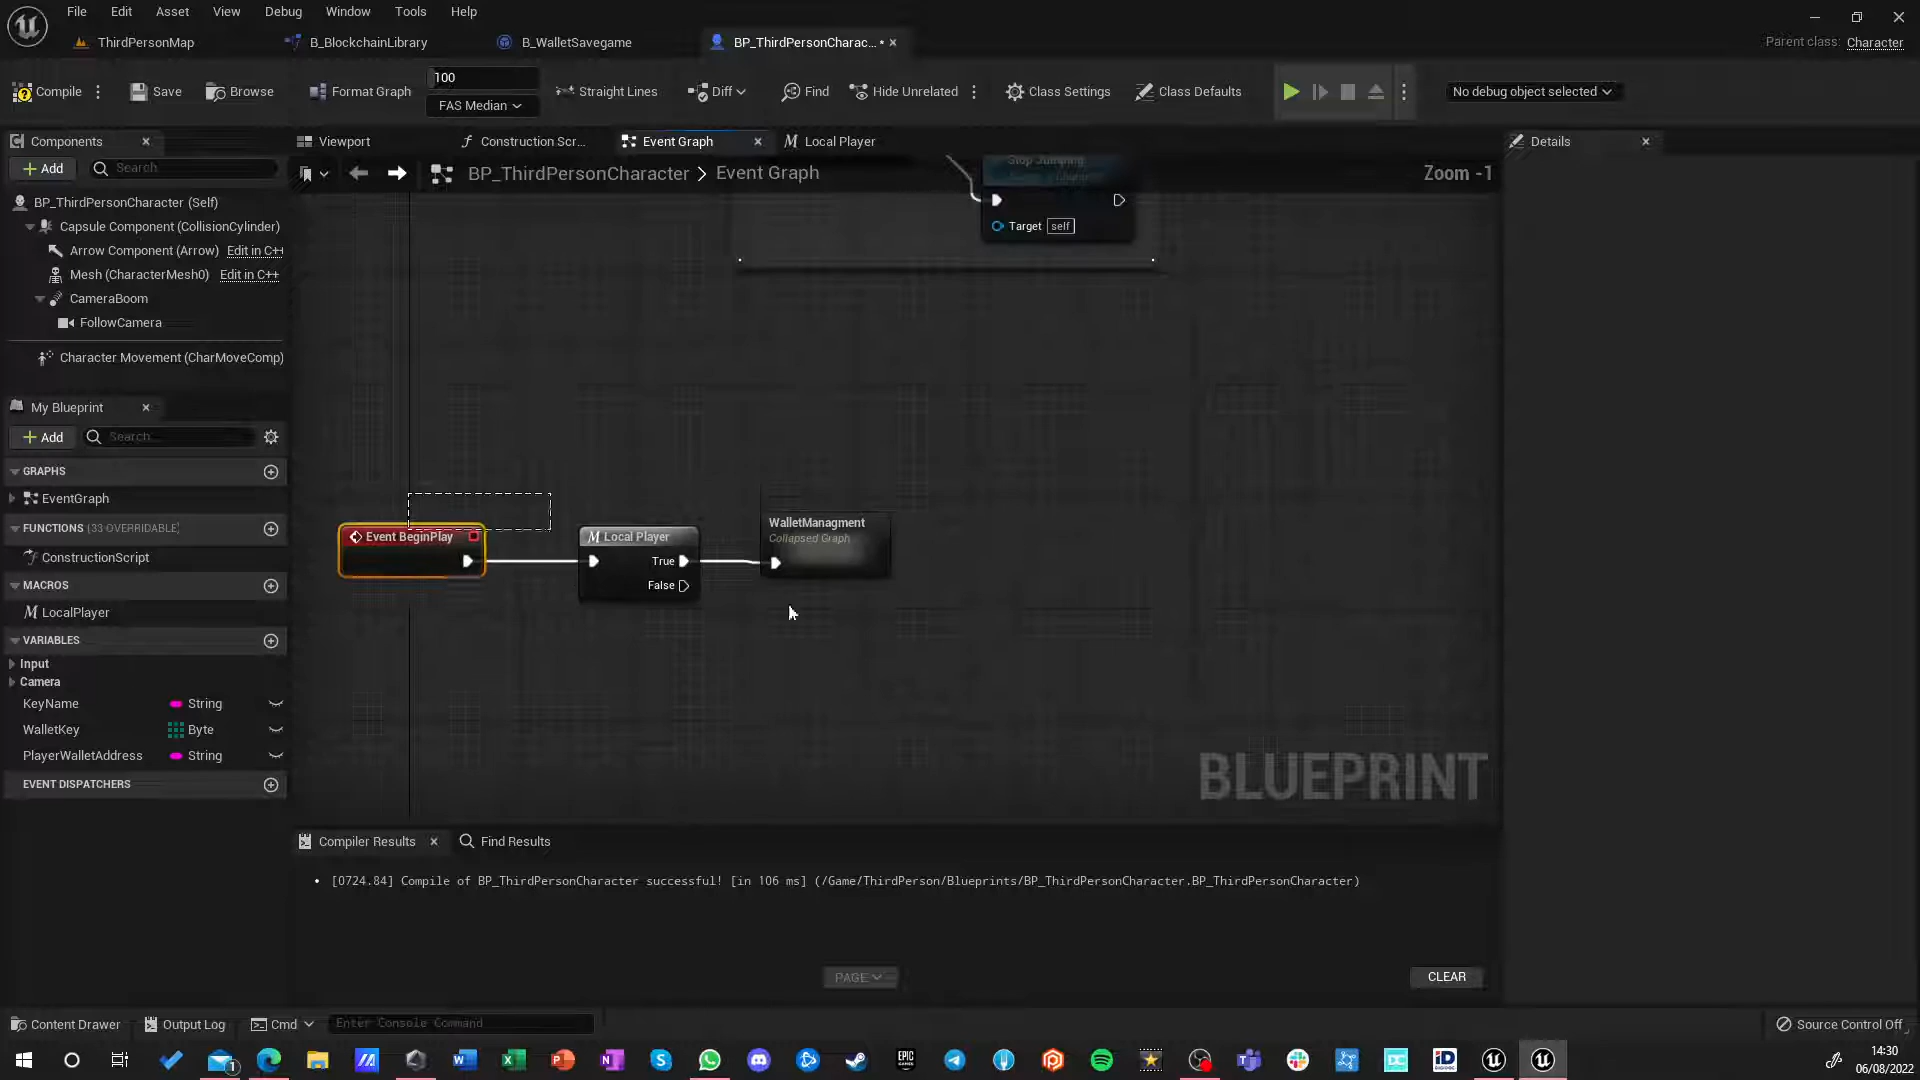 File Edit Asset View Debug Window Tools Help
ThirdPersonMap B_BlockchainLibrary B_WalletSavegame BP_ThirdPersonCharac... •
Parent class: Character
Compile Save Browse Format Graph 100 FAS Median Straight Lines Diff Find Hide Unrelated Class Settings Class Defaults No debug object selected
Components
Add Search
BP_ThirdPersonCharacter (Self)
Capsule Component (CollisionCylinder)
Arrow Component (Arrow) Edit in C++
Mesh (CharacterMesh0) Edit in C++
CameraBoom
FollowCamera
Character Movement (CharMoveComp)
My Blueprint
Add Search
GRAPHS
EventGraph
FUNCTIONS (33 OVERRIDABLE)
ConstructionScript
MACROS
LocalPlayer
VARIABLES
Input
Camera
KeyName String
WalletKey Byte
PlayerWalletAddress String
EVENT DISPATCHERS
Viewport Construction Scr... Event Graph Local Player
BP_ThirdPersonCharacter > Event Graph
Zoom -1
Stop Jumping
Target self
Event BeginPlay
Local Player
True
False
WalletManagment
Collapsed Graph
BLUEPRINT
Details
Compiler Results Find Results
• [0724.84] Compile of BP_ThirdPersonCharacter successful! [in 106 ms] (/Game/ThirdPerson/Blueprints/BP_ThirdPersonCharacter.BP_ThirdPersonCharacter)
PAGE
CLEAR
Content Drawer Output Log Cmd Enter Console Command Source Control Off
14:30
06/08/2022